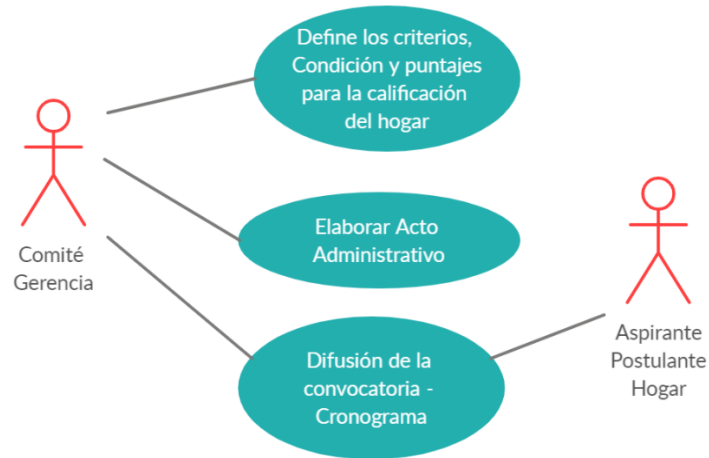 Define los criterios,
Condición y puntajes
para la calificación
del hogar
Comité
Gerencia
Elaborar Acto
Administrativo
Difusión de la
convocatoria -
Cronograma
Aspirante
Postulante
Hogar